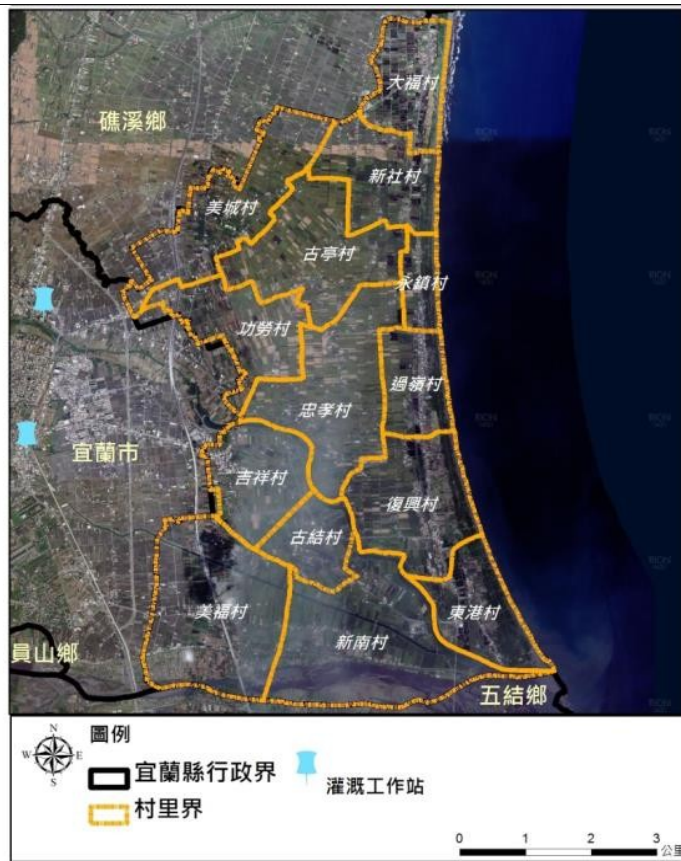 大福村
礁溪鄉
新社村
美城村
古亭村
永鎮村
功勞村
過嶺村
忠孝村
宜蘭市
吉祥村
復興村
古結村
美福村
東港村
新南村
員山鄉
五結鄉
N
W E
S
圖例
宜蘭縣行政界
灌溉工作站
村里界
0 1 2 3
公里